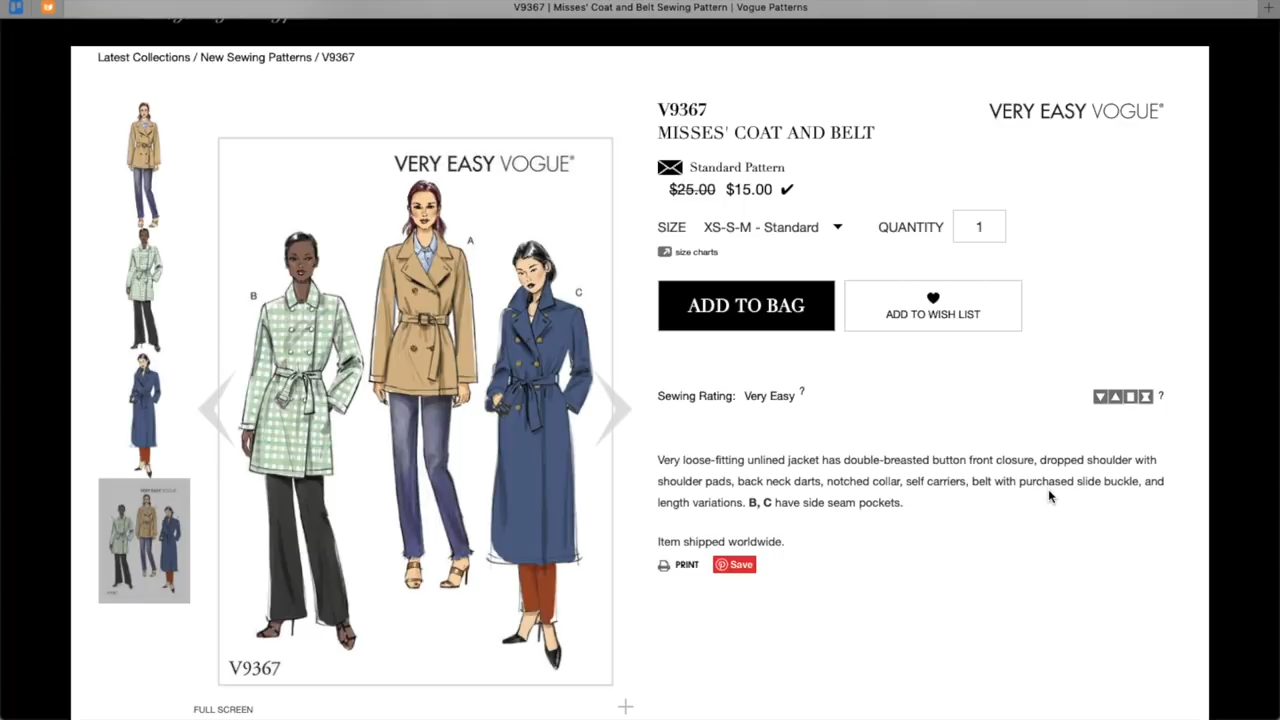 V9367 | Misses' Coat and Belt Sewing Pattern | Vogue Patterns
Latest Collections / New Sewing Patterns / V9367
VERY EASY VOGUE®
A
B
C
V9367
FULL SCREEN
V9367
VERY EASY VOGUE®
MISSES' COAT AND BELT
Standard Pattern
$25.00 $15.00 ✔
SIZE XS-S-M - Standard QUANTITY 1
size charts
ADD TO BAG
ADD TO WISH LIST
Sewing Rating: Very Easy ?
?
Very loose-fitting unlined jacket has double-breasted button front closure, dropped shoulder with
shoulder pads, back neck darts, notched collar, self carriers, belt with purchased slide buckle, and
length variations. B, C have side seam pockets.
Item shipped worldwide.
PRINT Save